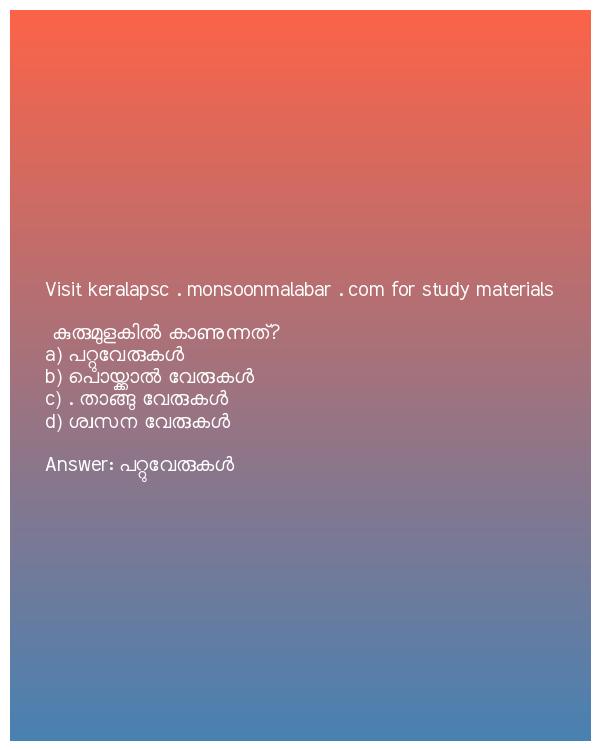 Visit keralapsc . monsoonmalabar . com for study materials
കുരുമുളകിൽ കാണുന്നത്?
a) പറ്റുവേരുകൾ
b) പൊയ്ക്കാൽ വേരുകൾ
c) . താങ്ങു വേരുകൾ
d) ശ്വസന വേരുകൾ
Answer: പറ്റുവേരുകൾ